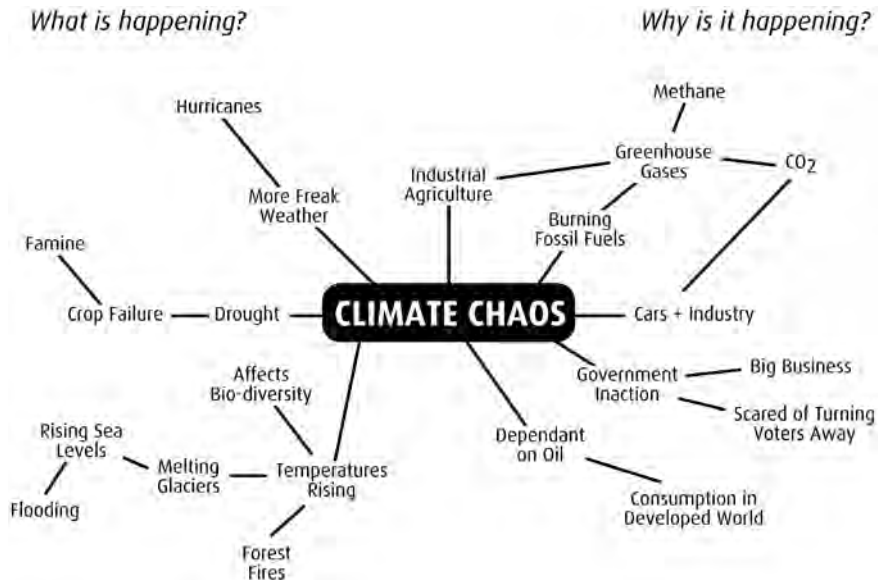 What is happening?
Why is it happening?
Hurricanes
Methane
Greenhouse
Gases
CO2
Industrial
Agriculture
More Freak
Weather
Burning
Fossil Fuels
Famine
Crop Failure
Drought
CLIMATE CHAOS
Cars + Industry
Affects
Bio-diversity
Government
Inaction
Big Business
Scared of Turning
Voters Away
Rising Sea
Levels
Melting
Glaciers
Temperatures
Rising
Dependant
on Oil
Flooding
Consumption in
Developed World
Forest
Fires